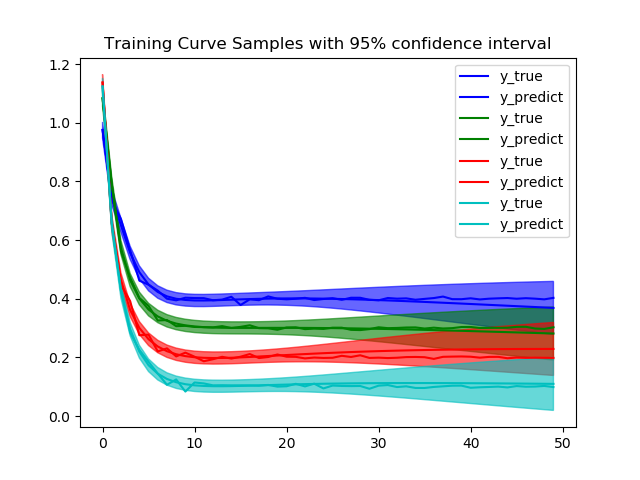 Training Curve Samples with 95% confidence interval
1.2
1.0
0.8
0.6
0.4
0.2
0.0
y_true
y_predict
y_true
y_predict
y_true
y_predict
y_true
y_predict
0 10 20 30 40 50